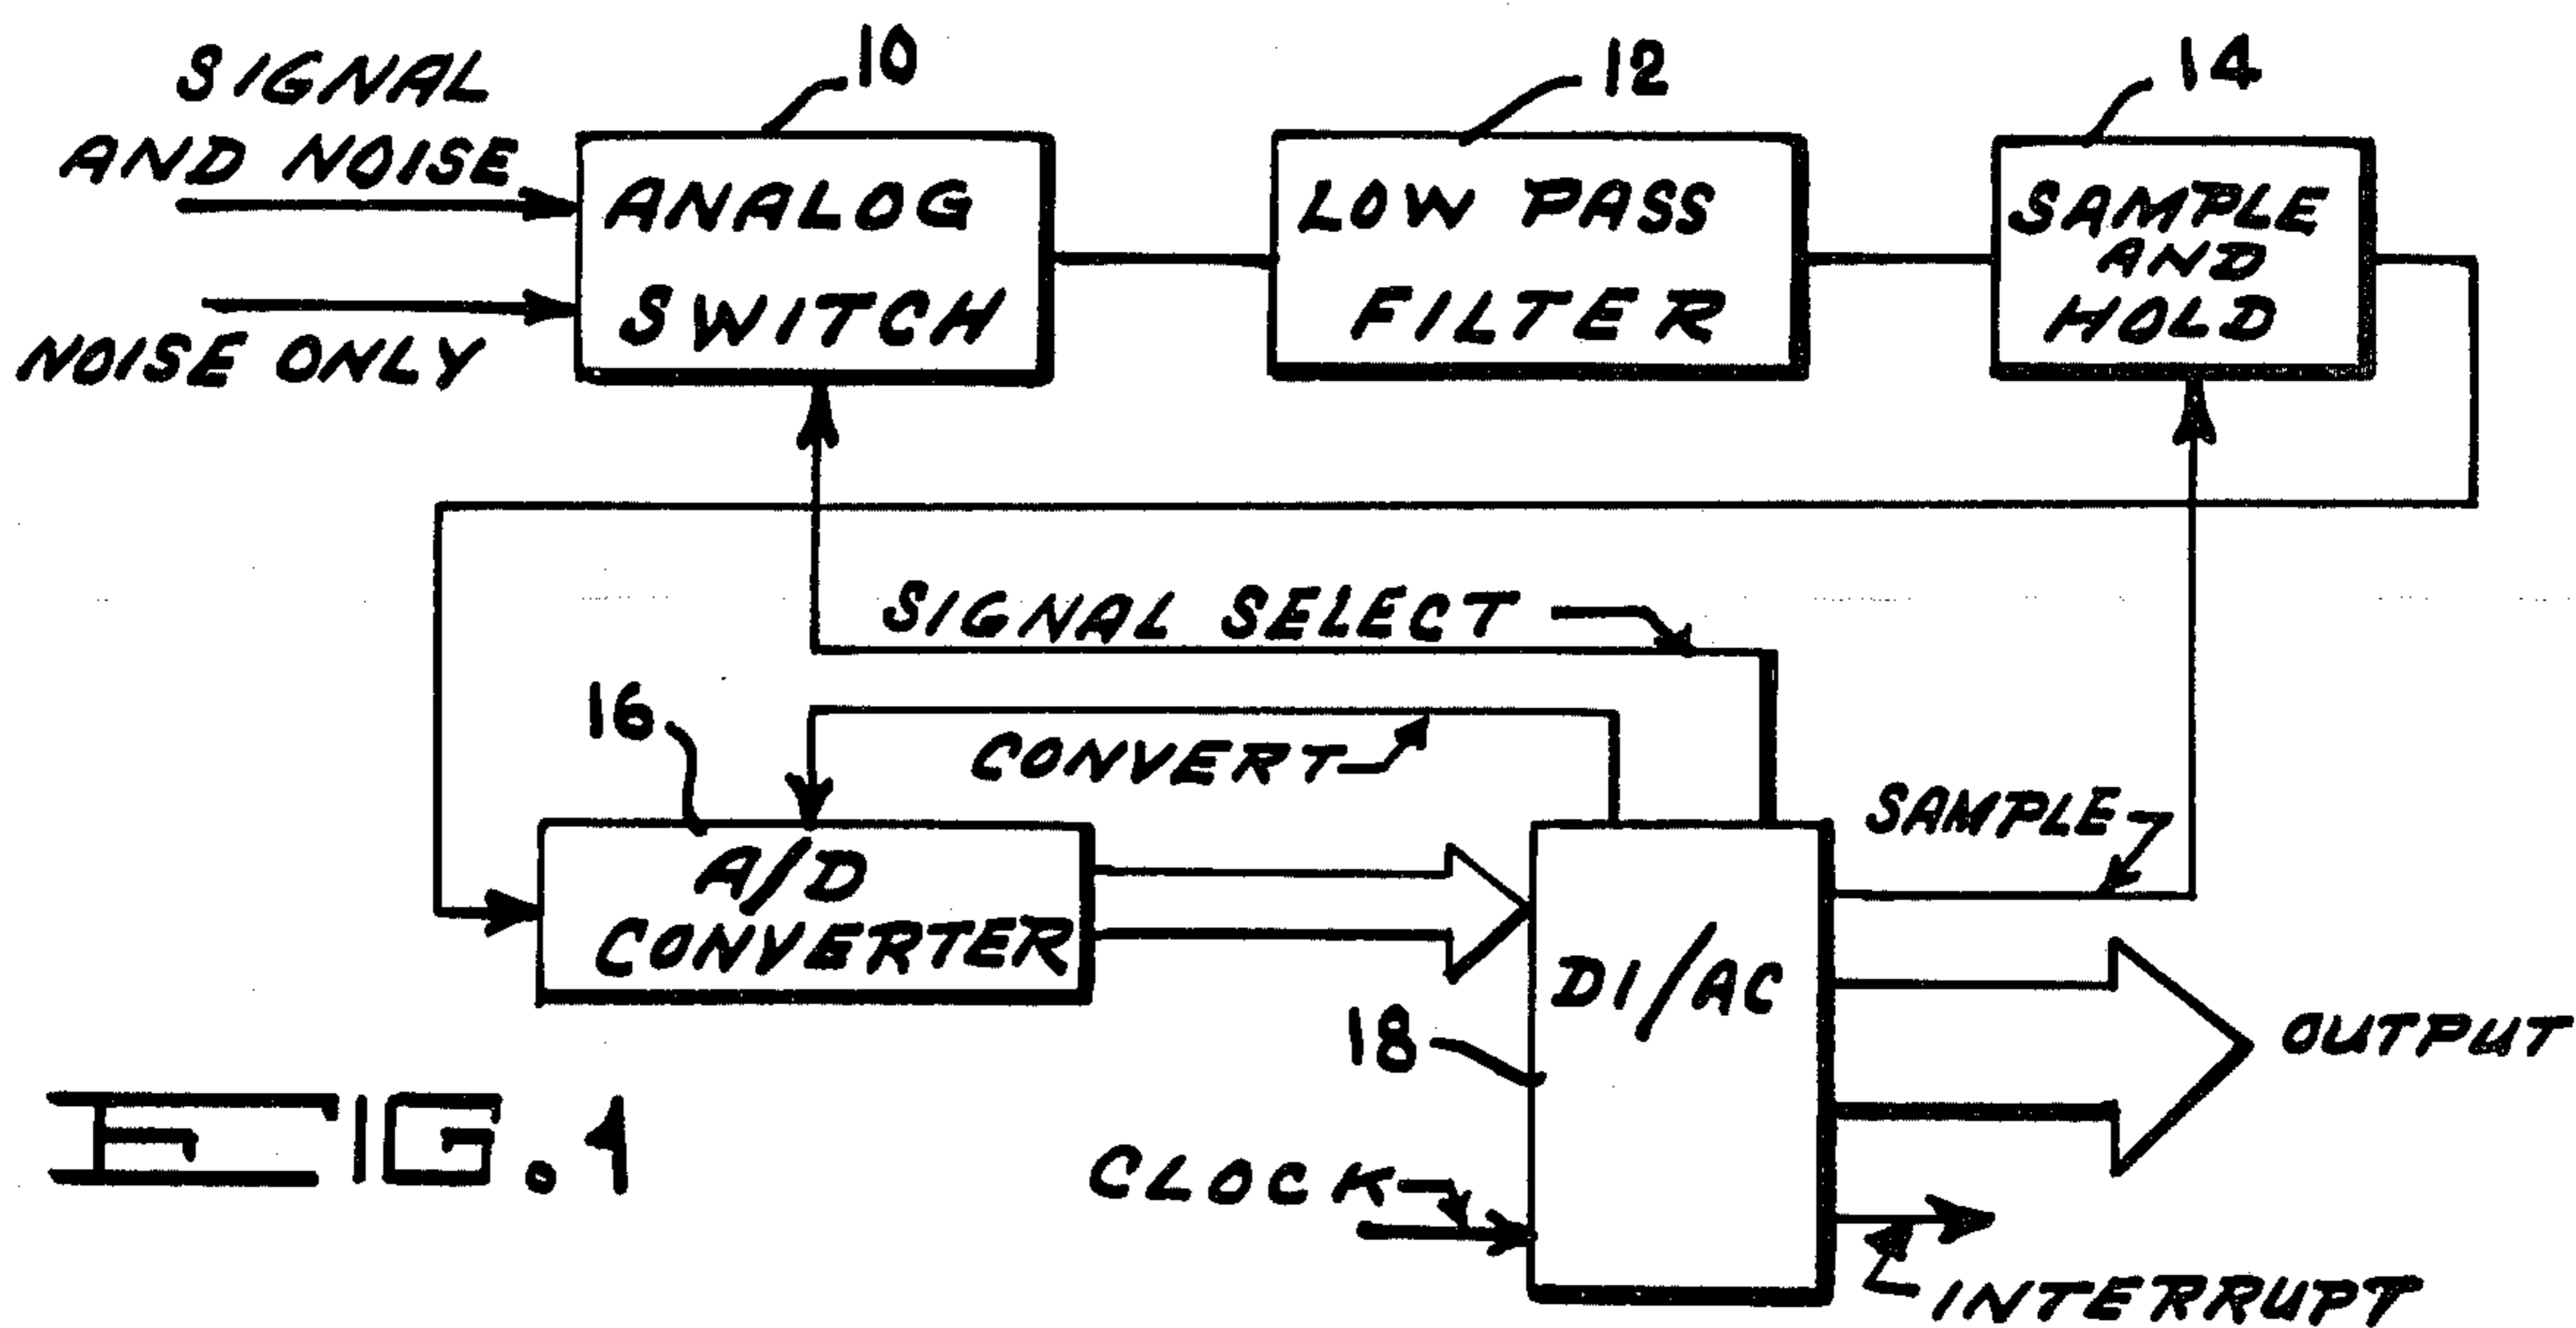 SIGNAL
AND NOISE
NOISE ONLY
10
ANALOG
SWITCH
12
LOW PASS
FILTER
14
SAMPLE
AND
HOLD
SIGNAL SELECT
CONVERT
16
A/D
CONVERTER
SAMPLE
DI/AC
18
OUTPUT
CLOCK
INTERRUPT
FIG. 1